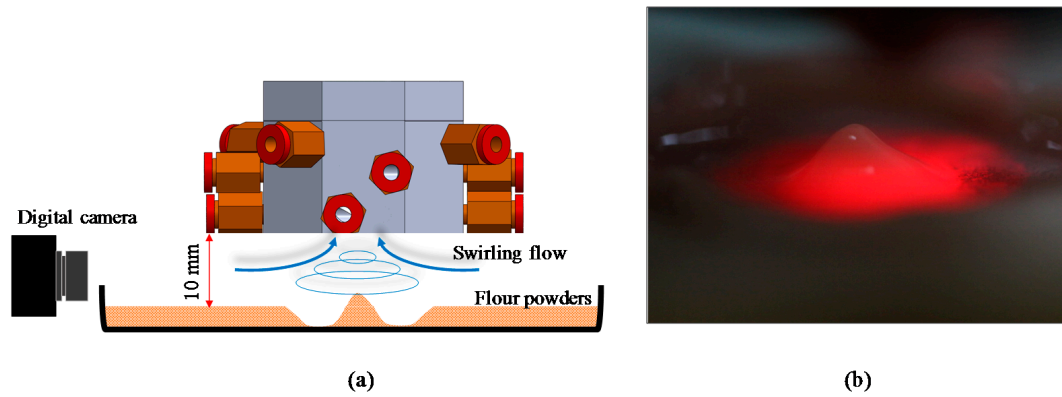 Digital camera
10 mm
Swirling flow
Flour powders
(a)
(b)